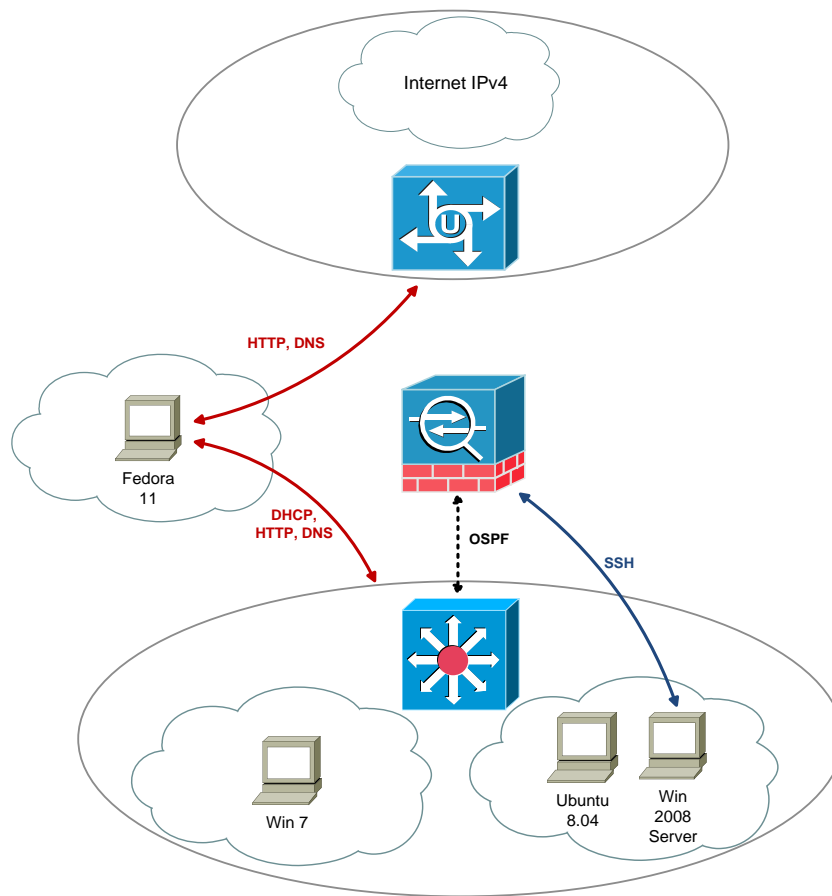 Internet IPv4
U
HTTP, DNS
Fedora
11
DHCP,
HTTP, DNS
OSPF
SSH
Win 7
Ubuntu
8.04
Win
2008
Server